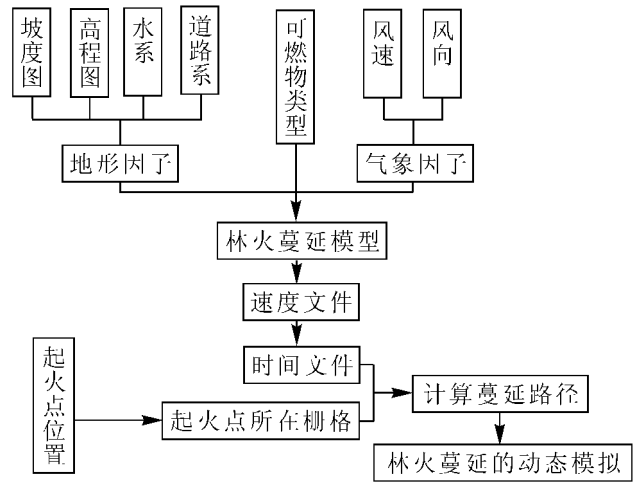 坡度图
高程图
水系
道路系
可燃物类型
风速
风向
地形因子
气象因子
林火蔓延模型
速度文件
时间文件
起火点位置
起火点所在栅格
计算蔓延路径
林火蔓延的动态模拟